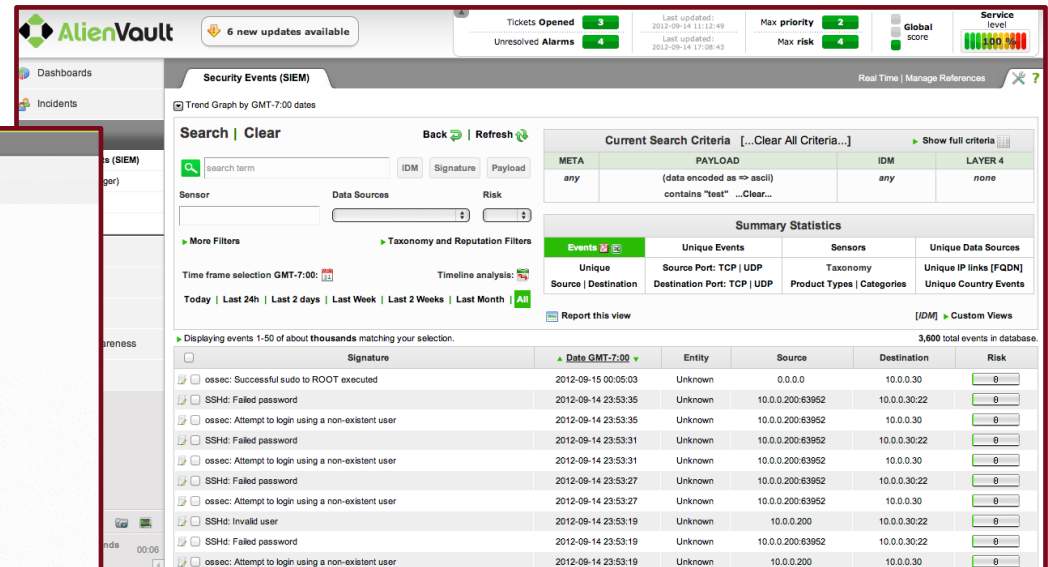 AlienVault
6 new updates available
Tickets Opened 3 Last updated: 2012-09-14 11:12:49 Max priority 2 Global score Service level
Unresolved Alarms 4 Last updated: 2012-09-14 17:08:43 Max risk 4 100 %
Dashboards
Incidents
ts (SIEM)
ger)
areness
nds 00:06
Security Events (SIEM) Real Time | Manage References ?
Trend Graph by GMT-7:00 dates
Search | Clear Back | Refresh
search term IDM Signature Payload
Sensor Data Sources Risk
More Filters Taxonomy and Reputation Filters
Time frame selection GMT-7:00: 31 Timeline analysis:
Today | Last 24h | Last 2 days | Last Week | Last 2 Weeks | Last Month | All
Current Search Criteria [...Clear All Criteria...] Show full criteria
META PAYLOAD IDM LAYER 4
any (data encoded as => ascii) any none
contains "test" ...Clear...
Summary Statistics
Events Unique Events Sensors Unique Data Sources
Unique Source Port: TCP | UDP Taxonomy Unique IP links [FQDN]
Source | Destination Destination Port: TCP | UDP Product Types | Categories Unique Country Events
Report this view [IDM] Custom Views
Displaying events 1-50 of about thousands matching your selection. 3,600 total events in database.
Signature Date GMT-7:00 Entity Source Destination Risk
ossec: Successful sudo to ROOT executed 2012-09-15 00:05:03 Unknown 0.0.0.0 10.0.0.30 0
SSHd: Failed password 2012-09-14 23:53:35 Unknown 10.0.0.200:63952 10.0.0.30:22 0
ossec: Attempt to login using a non-existent user 2012-09-14 23:53:35 Unknown 10.0.0.200:63952 10.0.0.30 0
SSHd: Failed password 2012-09-14 23:53:31 Unknown 10.0.0.200:63952 10.0.0.30:22 0
ossec: Attempt to login using a non-existent user 2012-09-14 23:53:31 Unknown 10.0.0.200:63952 10.0.0.30 0
SSHd: Failed password 2012-09-14 23:53:27 Unknown 10.0.0.200:63952 10.0.0.30:22 0
ossec: Attempt to login using a non-existent user 2012-09-14 23:53:27 Unknown 10.0.0.200:63952 10.0.0.30 0
SSHd: Invalid user 2012-09-14 23:53:19 Unknown 10.0.0.200 10.0.0.30:22 0
SSHd: Failed password 2012-09-14 23:53:19 Unknown 10.0.0.200:63952 10.0.0.30:22 0
ossec: Attempt to login using a non-existent user 2012-09-14 23:53:19 Unknown 10.0.0.200 10.0.0.30 0